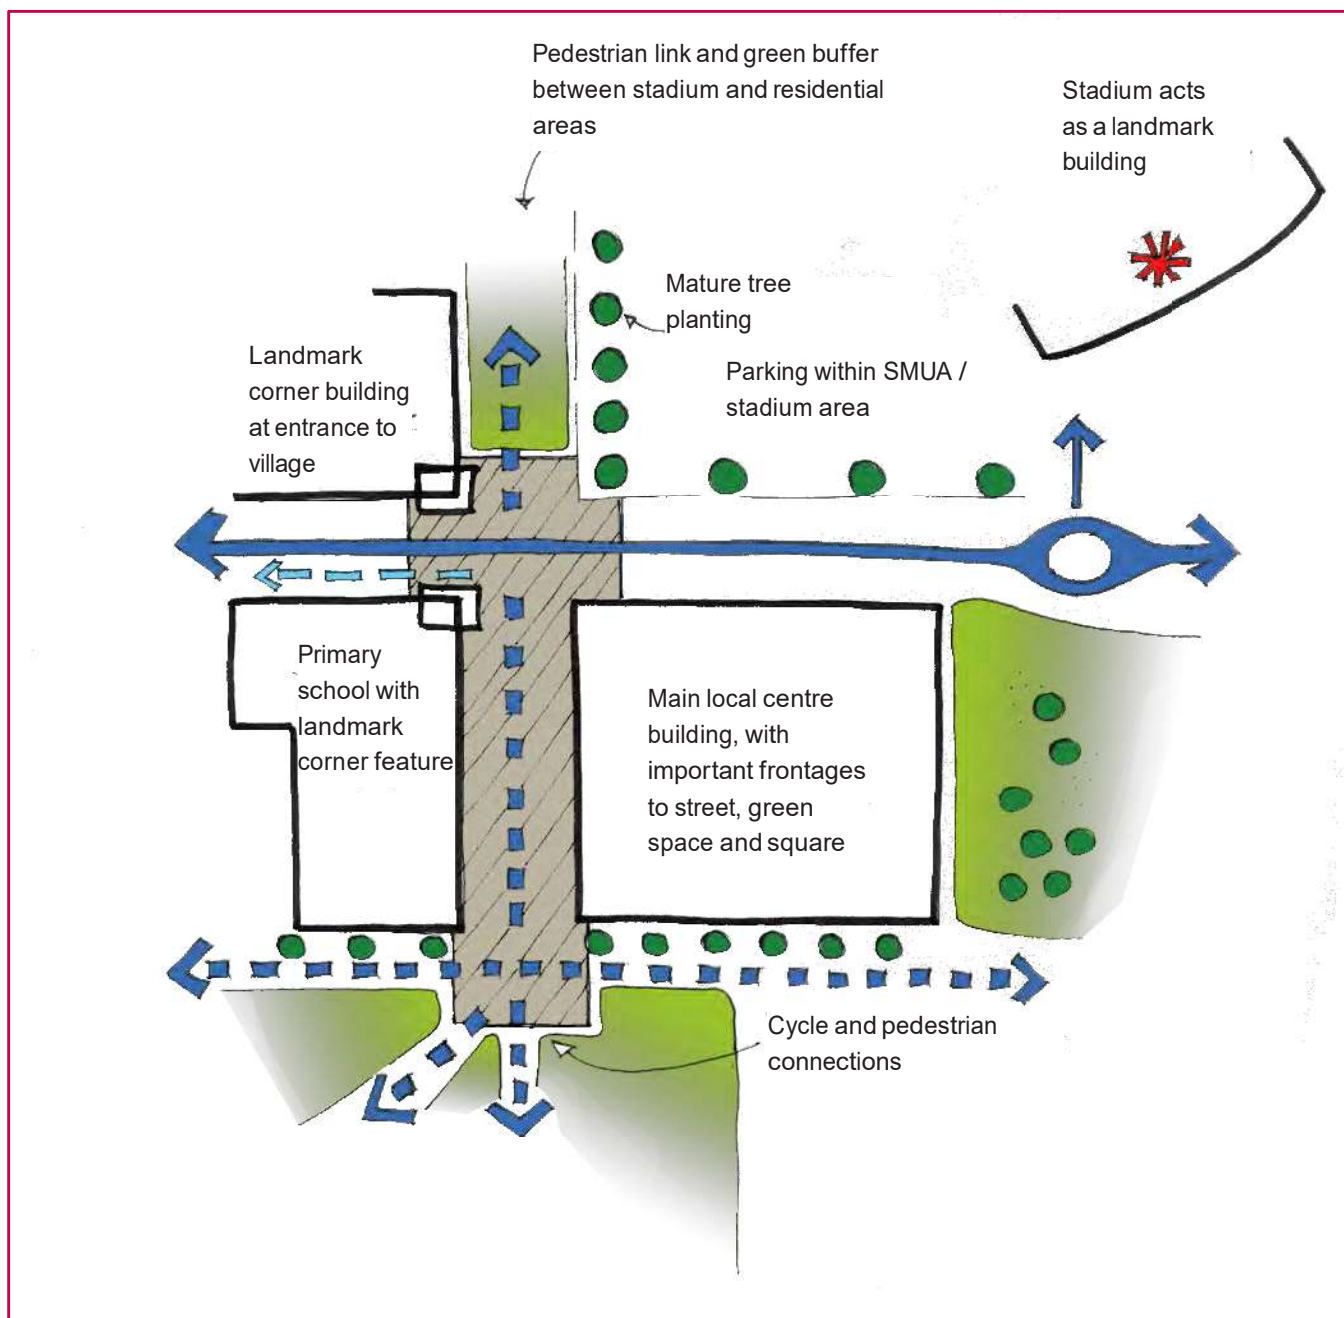 Pedestrian link and green buffer
between stadium and residential
areas
Stadium acts
as a landmark
building
Mature tree
planting
Landmark
corner building
at entrance to
village
Parking within SMUA /
stadium area
Primary
school with
landmark
corner feature
Main local centre
building, with
important frontages
to street, green
space and square
Cycle and pedestrian
connections